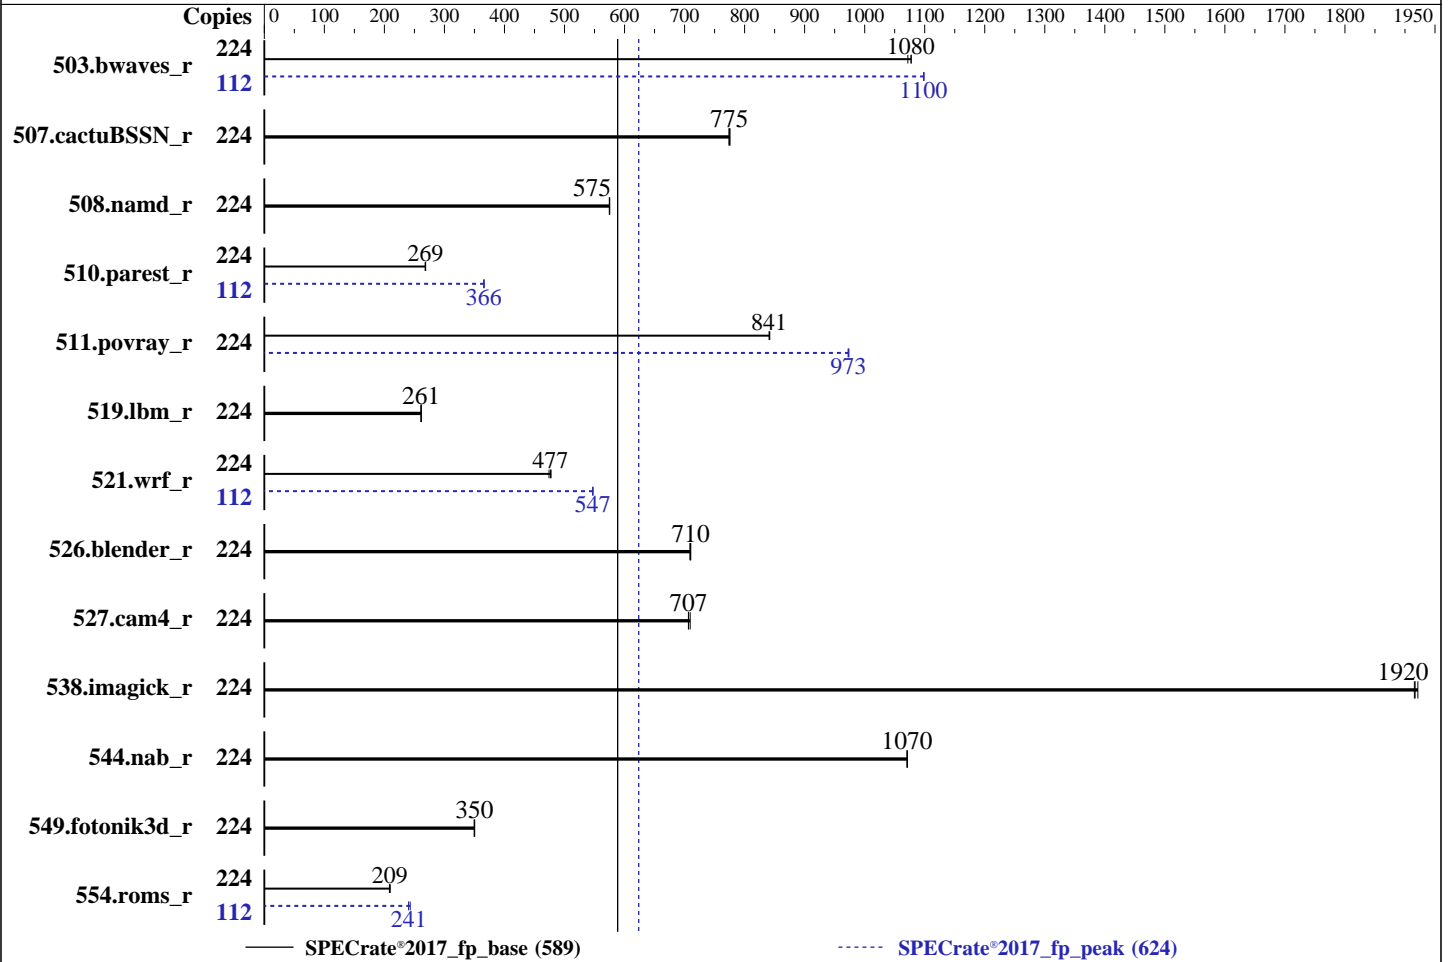 Copies 0 100 200 300 400 500 600 700 800 900 1000 1100 1200 1300 1400 1500 1600 1700 1800 1950
503.bwaves_r 224 1080
112 1100
507.cactuBSSN_r 224 775
508.namd_r 224 575
510.parest_r 224 269
112 366
511.povray_r 224 841
973
519.lbm_r 224 261
521.wrf_r 224 477
112 547
526.blender_r 224 710
527.cam4_r 224 707
538.imagick_r 224 1920
544.nab_r 224 1070
549.fotonik3d_r 224 350
554.roms_r 224 209
112 241
SPECrate®2017_fp_base (589) SPECrate®2017_fp_peak (624)